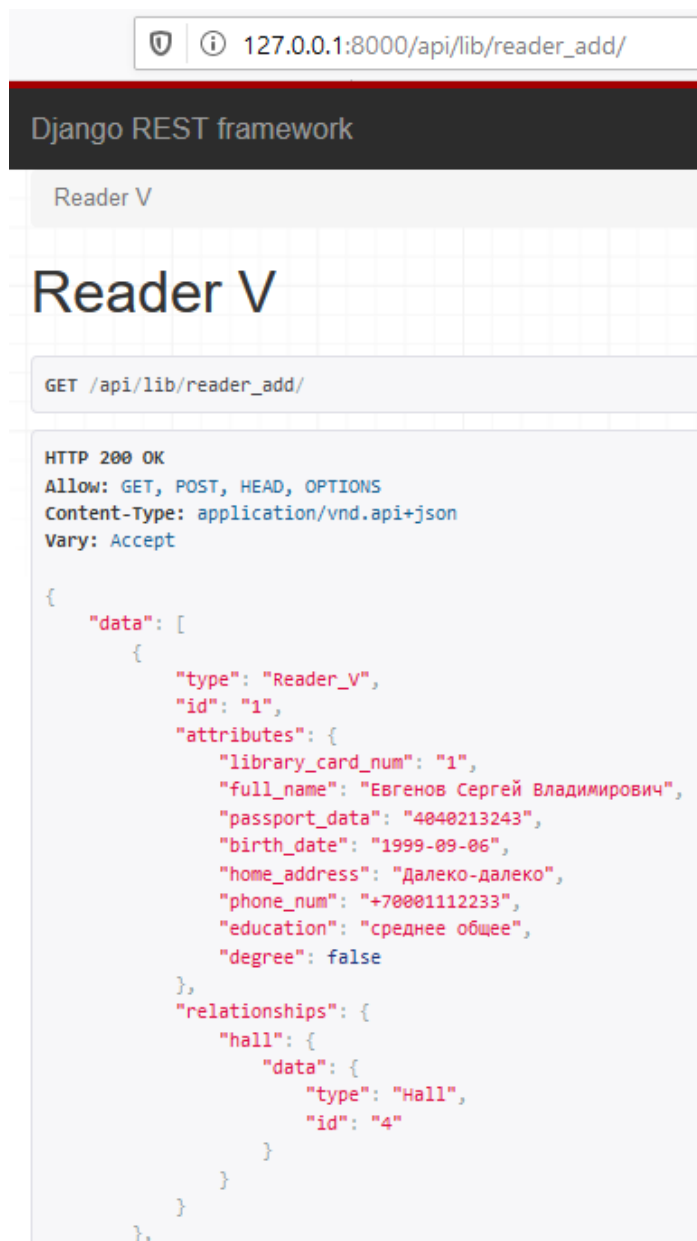 127.0.0.1:8000/api/lib/reader_add/
Django REST framework
Reader V
Reader V
GET /api/lib/reader_add/
HTTP 200 OK
Allow: GET, POST, HEAD, OPTIONS
Content-Type: application/vnd.api+json
Vary: Accept
{
    "data": [
        {
            "type": "Reader_V",
            "id": "1",
            "attributes": {
                "library_card_num": "1",
                "full_name": "Евгенов Сергей Владимирович",
                "passport_data": "4040213243",
                "birth_date": "1999-09-06",
                "home_address": "Далеко-далеко",
                "phone_num": "+70001112233",
                "education": "среднее общее",
                "degree": false
            },
            "relationships": {
                "hall": {
                    "data": {
                        "type": "Hall",
                        "id": "4"
                    }
                }
            }
        },